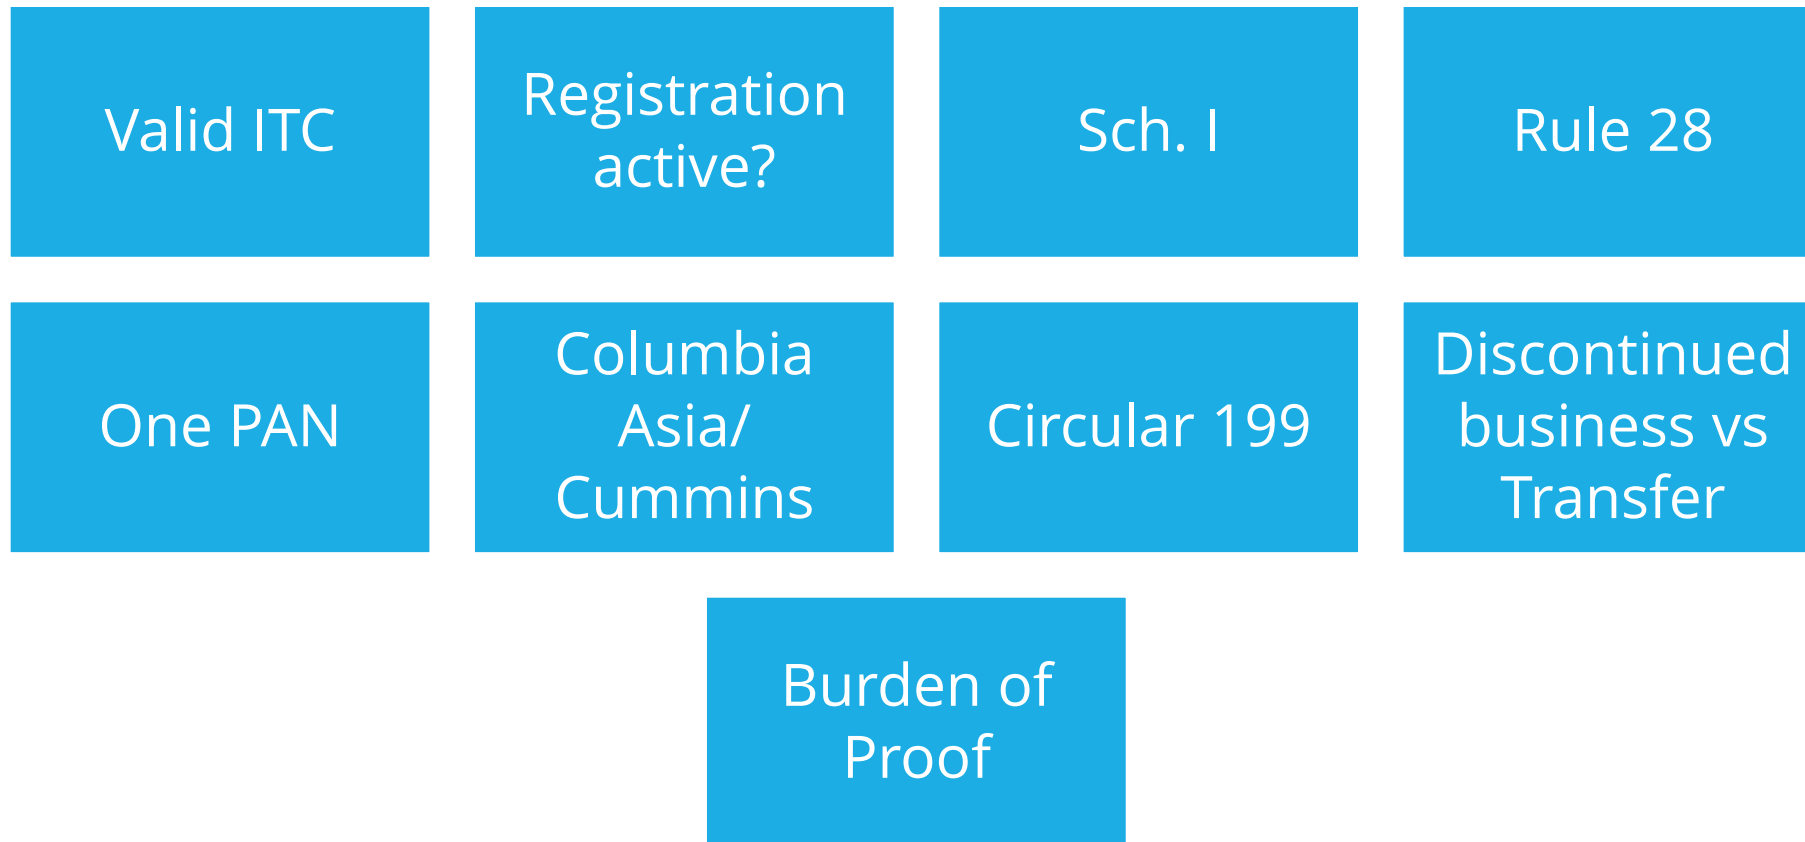 Valid ITC
Registration
active?
Sch. I
Rule 28
One PAN
Columbia
Asia/
Cummins
Circular 199
Discontinued
business vs
Transfer
Burden of
Proof